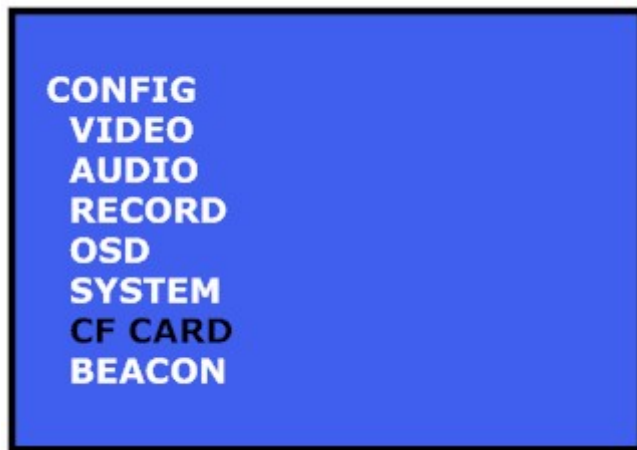 CONFIG
VIDEO
AUDIO
RECORD
OSD
SYSTEM
CF CARD
BEACON